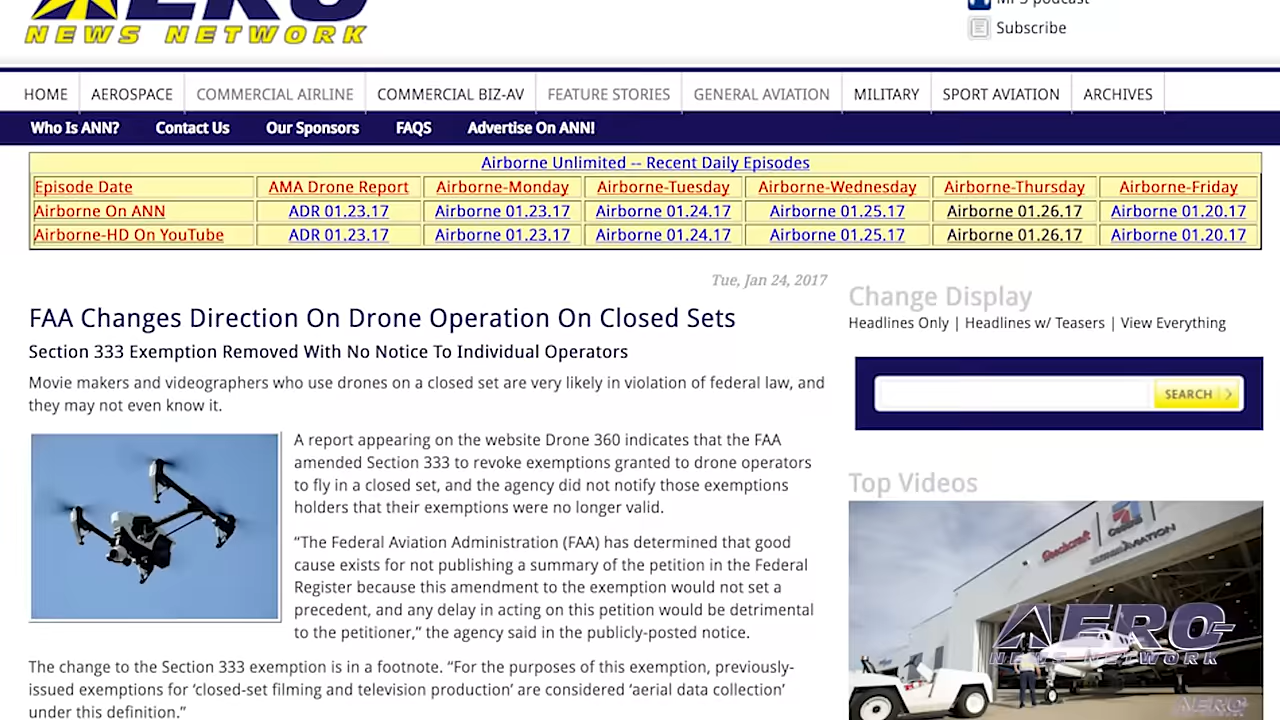 AERO
NEWS NETWORK
MP3 podcast
Subscribe
HOME AEROSPACE COMMERCIAL AIRLINE COMMERCIAL BIZ-AV FEATURE STORIES GENERAL AVIATION MILITARY SPORT AVIATION ARCHIVES
Who Is ANN? Contact Us Our Sponsors FAQS Advertise On ANN!
Airborne Unlimited -- Recent Daily Episodes
Episode Date AMA Drone Report Airborne-Monday Airborne-Tuesday Airborne-Wednesday Airborne-Thursday Airborne-Friday
Airborne On ANN ADR 01.23.17 Airborne 01.23.17 Airborne 01.24.17 Airborne 01.25.17 Airborne 01.26.17 Airborne 01.20.17
Airborne-HD On YouTube ADR 01.23.17 Airborne 01.23.17 Airborne 01.24.17 Airborne 01.25.17 Airborne 01.26.17 Airborne 01.20.17
Tue, Jan 24, 2017
FAA Changes Direction On Drone Operation On Closed Sets
Section 333 Exemption Removed With No Notice To Individual Operators
Movie makers and videographers who use drones on a closed set are very likely in violation of federal law, and
they may not even know it.
A report appearing on the website Drone 360 indicates that the FAA
amended Section 333 to revoke exemptions granted to drone operators
to fly in a closed set, and the agency did not notify those exemptions
holders that their exemptions were no longer valid.
“The Federal Aviation Administration (FAA) has determined that good
cause exists for not publishing a summary of the petition in the Federal
Register because this amendment to the exemption would not set a
precedent, and any delay in acting on this petition would be detrimental
to the petitioner,” the agency said in the publicly-posted notice.
The change to the Section 333 exemption is in a footnote. “For the purposes of this exemption, previously-
issued exemptions for ‘closed-set filming and television production’ are considered ‘aerial data collection’
under this definition.”
Change Display
Headlines Only | Headlines w/ Teasers | View Everything
SEARCH
Top Videos
Beechcraft
AERO
NEWS NETWORK
AERO